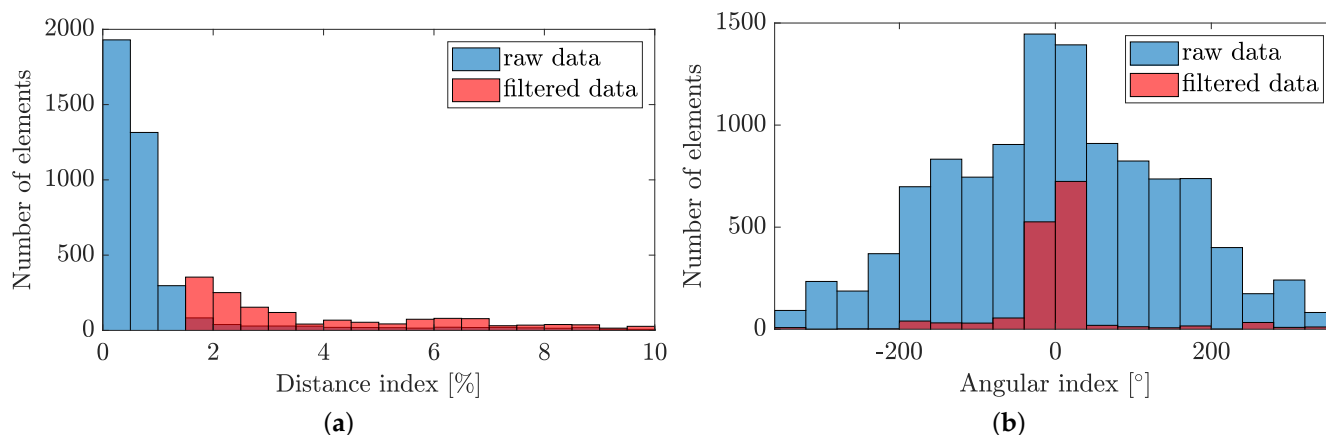 2000
1500
1000
500
0
Number of elements
raw data
filtered data
0 2 4 6 8 10
Distance index [%]
(a)
1500
1000
500
0
Number of elements
raw data
filtered data
-200 0 200
Angular index [°]
(b)